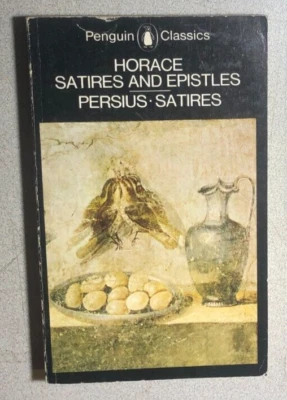 Penguin Classics
HORACE
SATIRES AND EPISTLES
PERSIUS · SATIRES